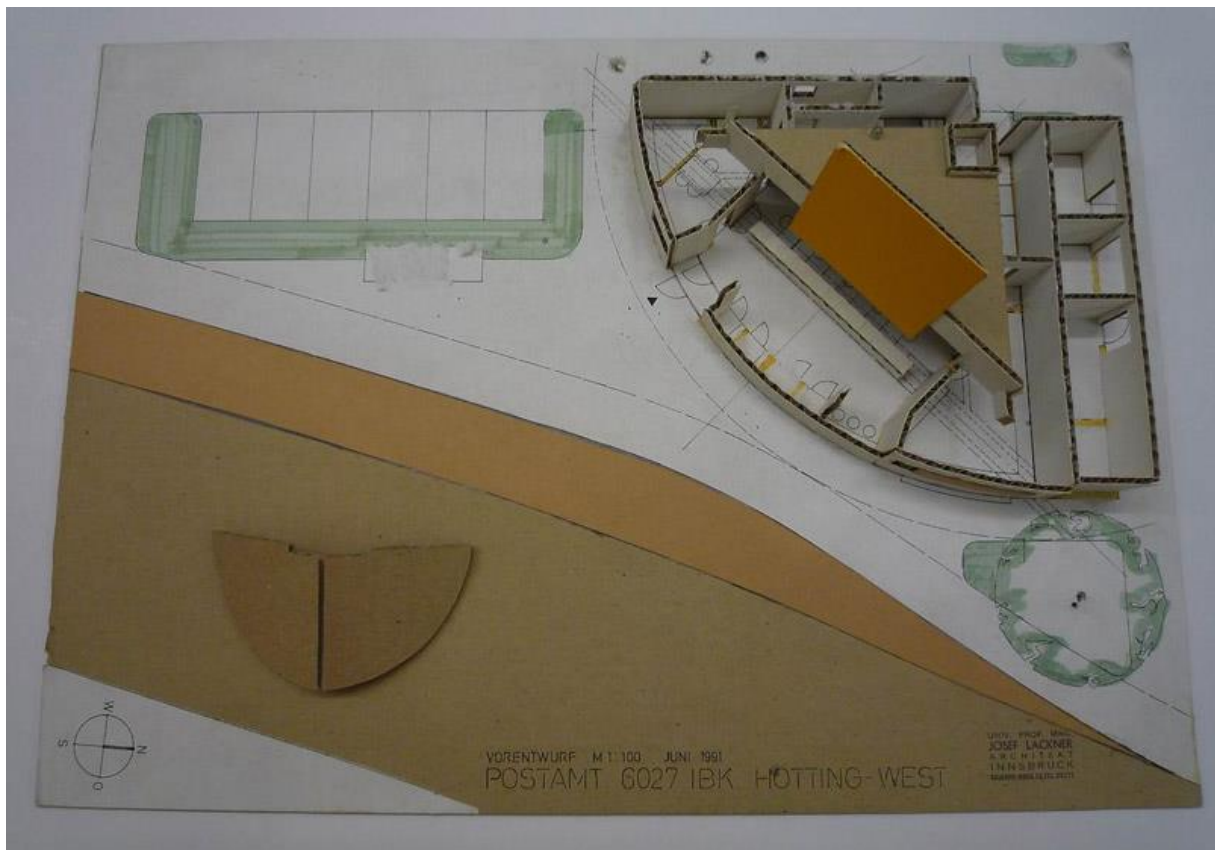 W
S N
O
VORENTWURF M 1:100 JUNI 1991
POSTAMT 6027 IBK HÖTTING-WEST
UNIV. PROF. MAG.
JOSEF LACKNER
ARCHITEKT
INNSBRUCK